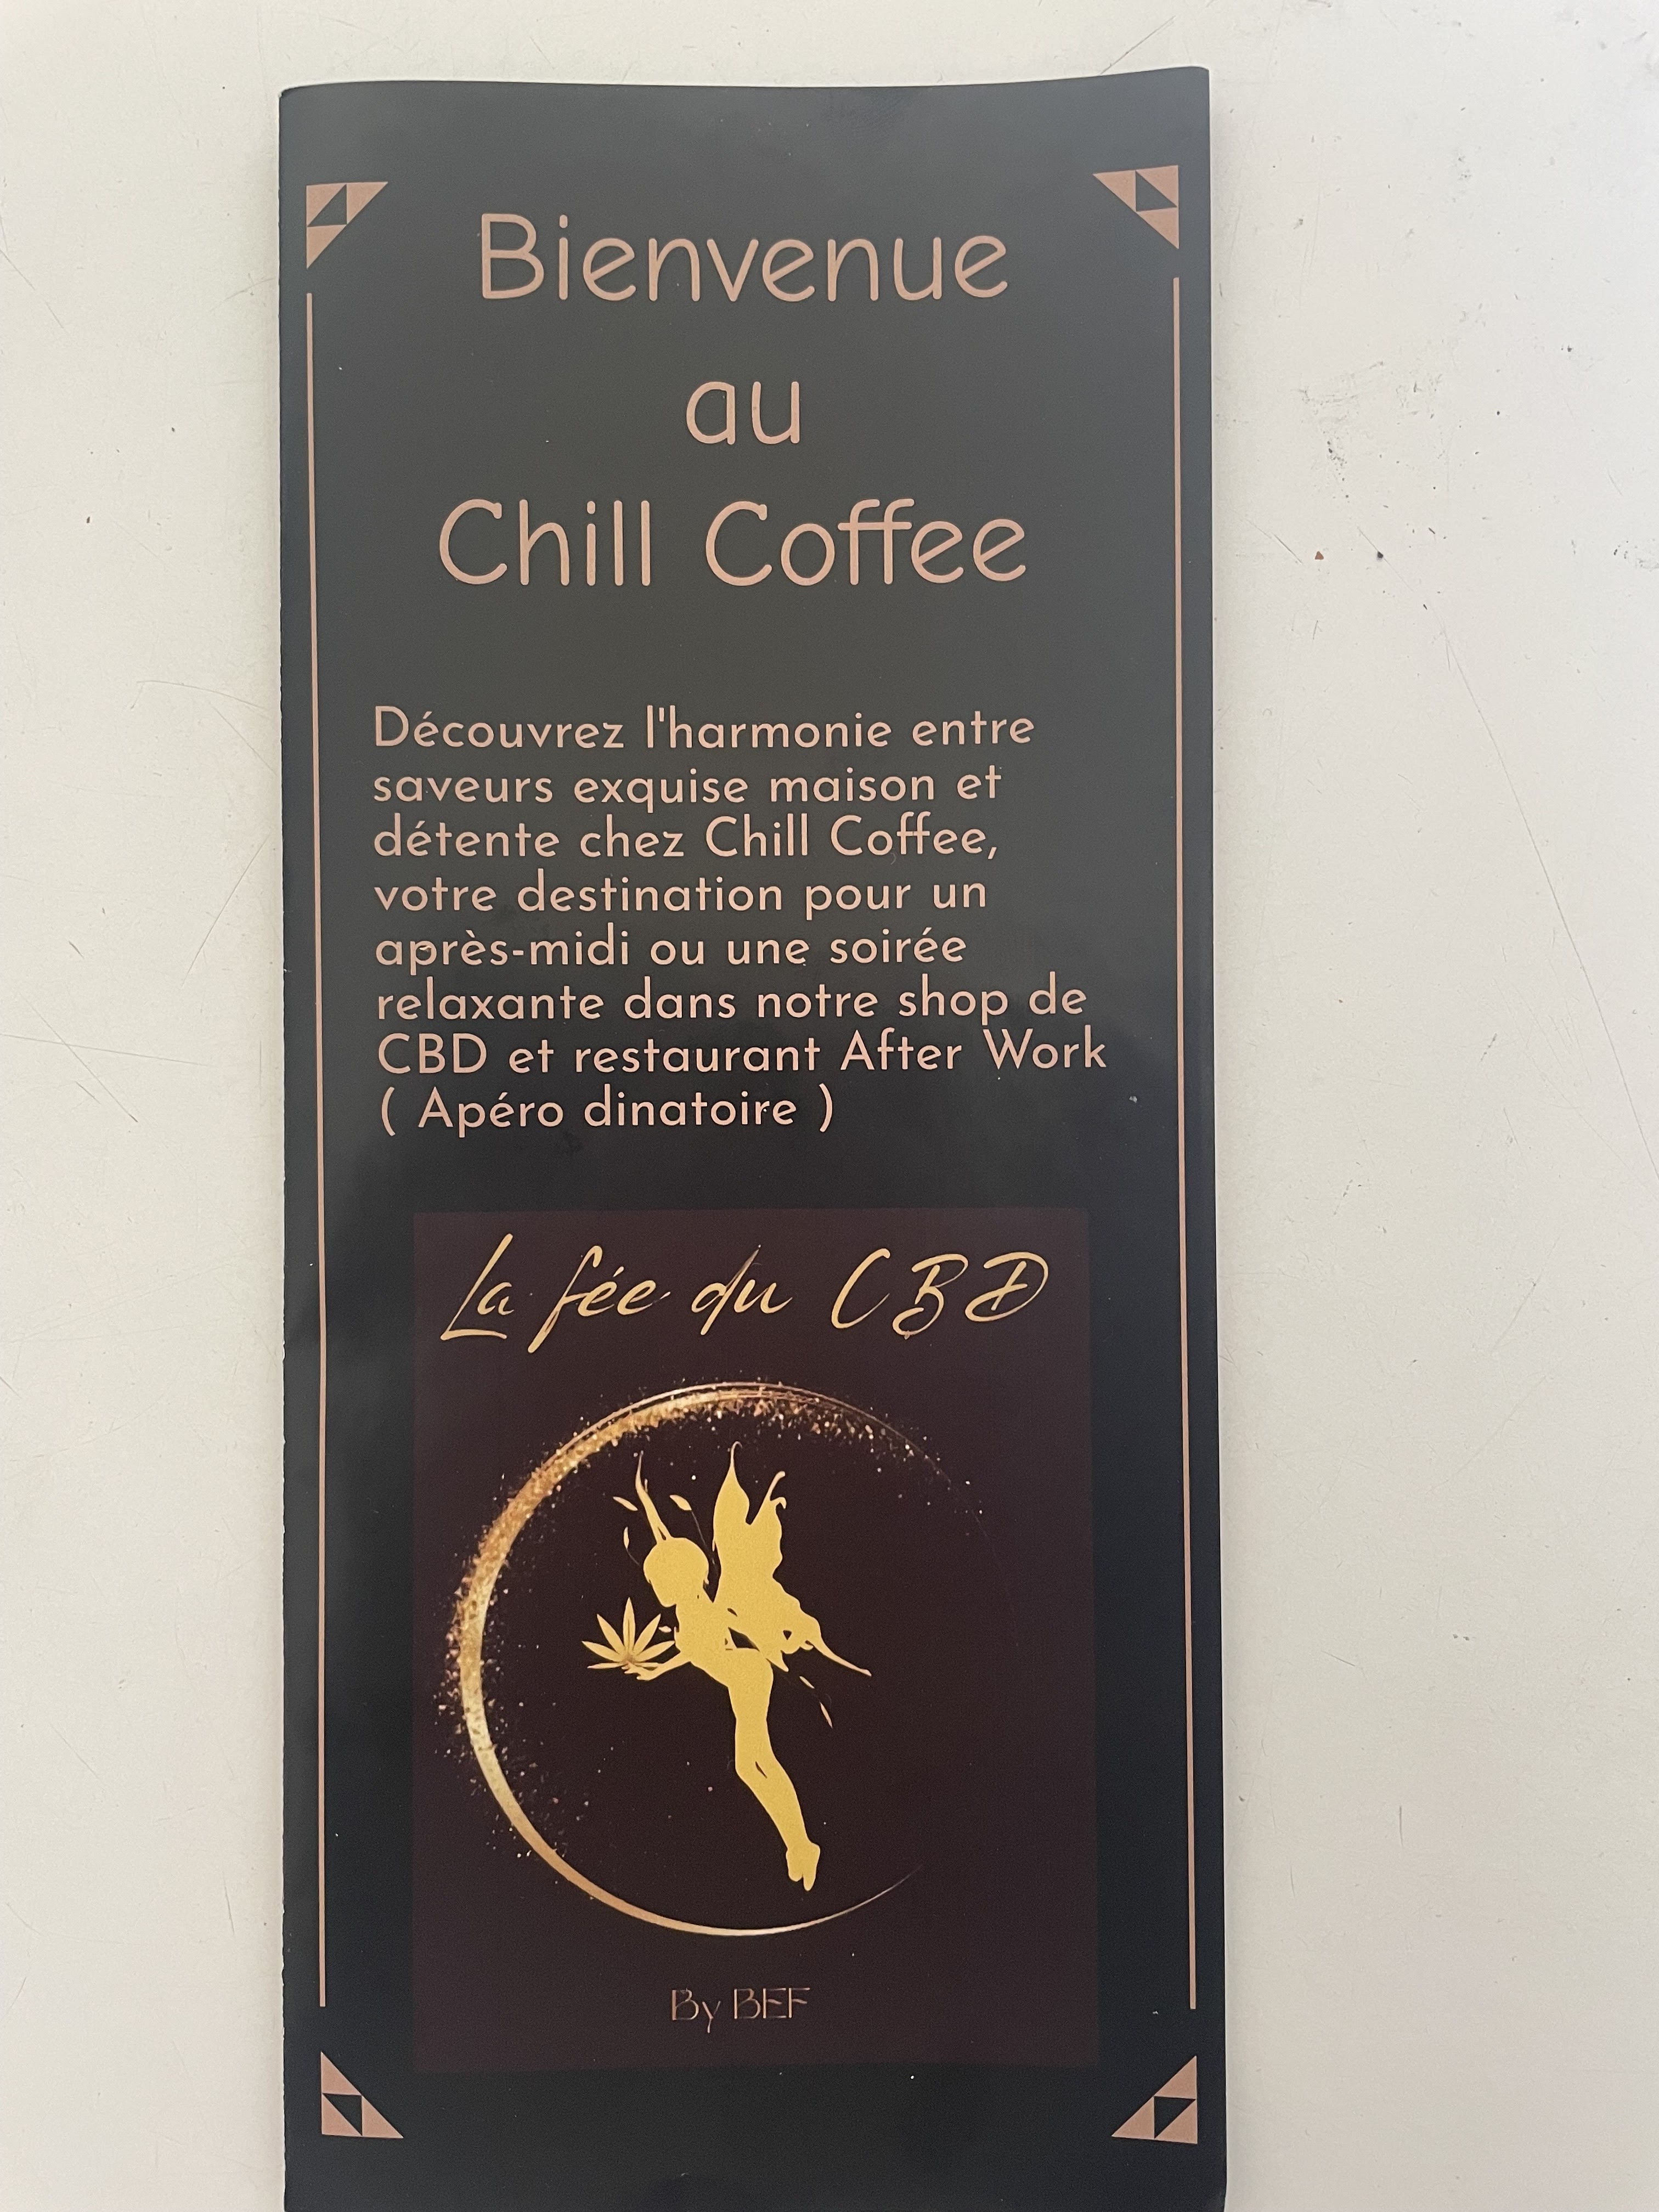 Bienvenue
au
Chill Coffee
Découvrez l'harmonie entre
saveurs exquise maison et
détente chez Chill Coffee,
votre destination pour un
après-midi ou une soirée
relaxante dans notre shop de
CBD et restaurant After Work
( Apéro dinatoire )
La fée du CBD
By BEF